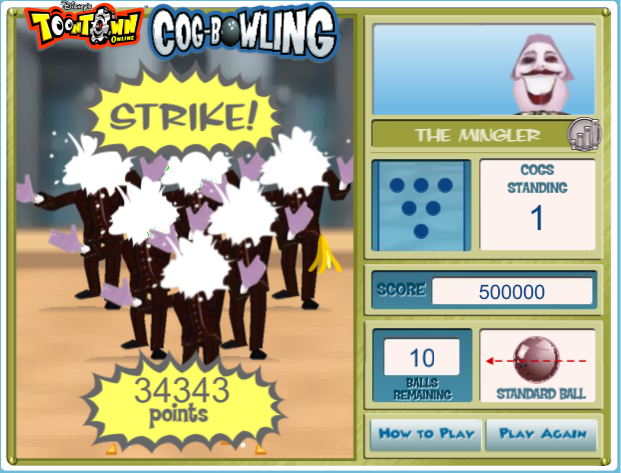 Disney's
TOONTOWN
ONLINE
COG-BOWLING
STRIKE!
THE MINGLER
COGS
STANDING
1
SCORE
500000
10
BALLS
REMAINING
STANDARD BALL
34343
points
HOW TO PLAY
PLAY AGAIN